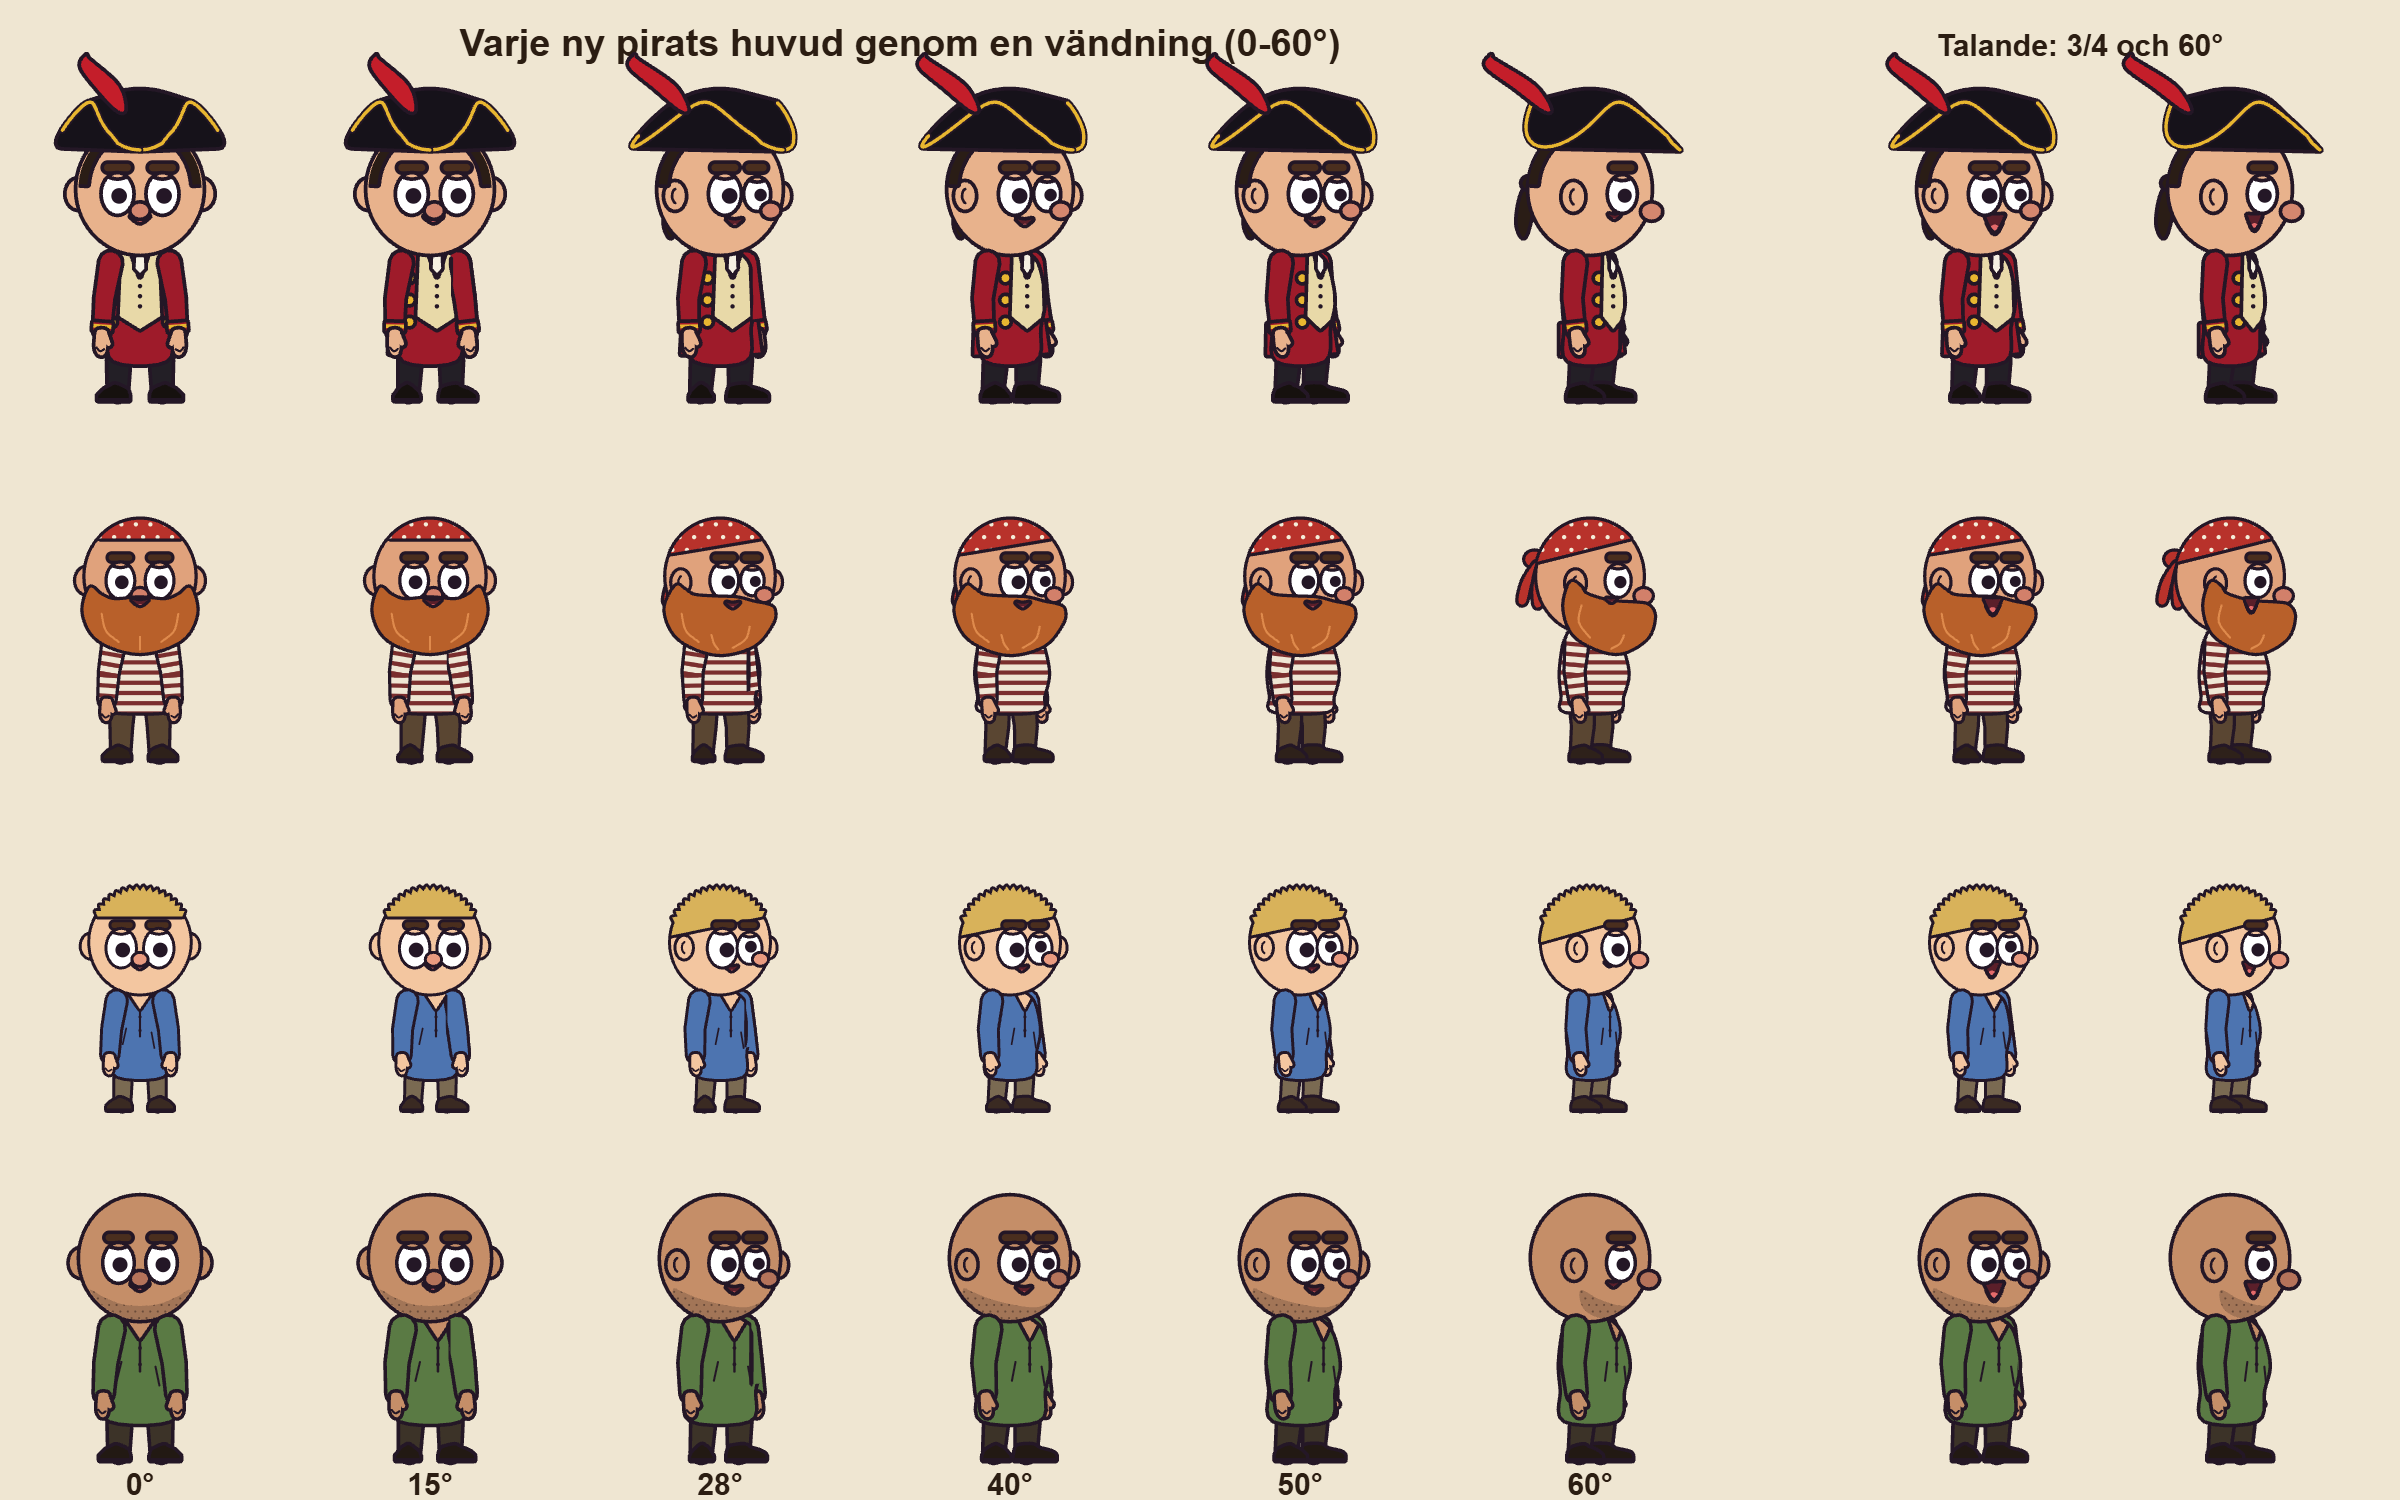 Varje ny pirats huvud genom en vändning (0-60°)
Talande: 3/4 och 60°
0° 15° 28° 40° 50° 60°